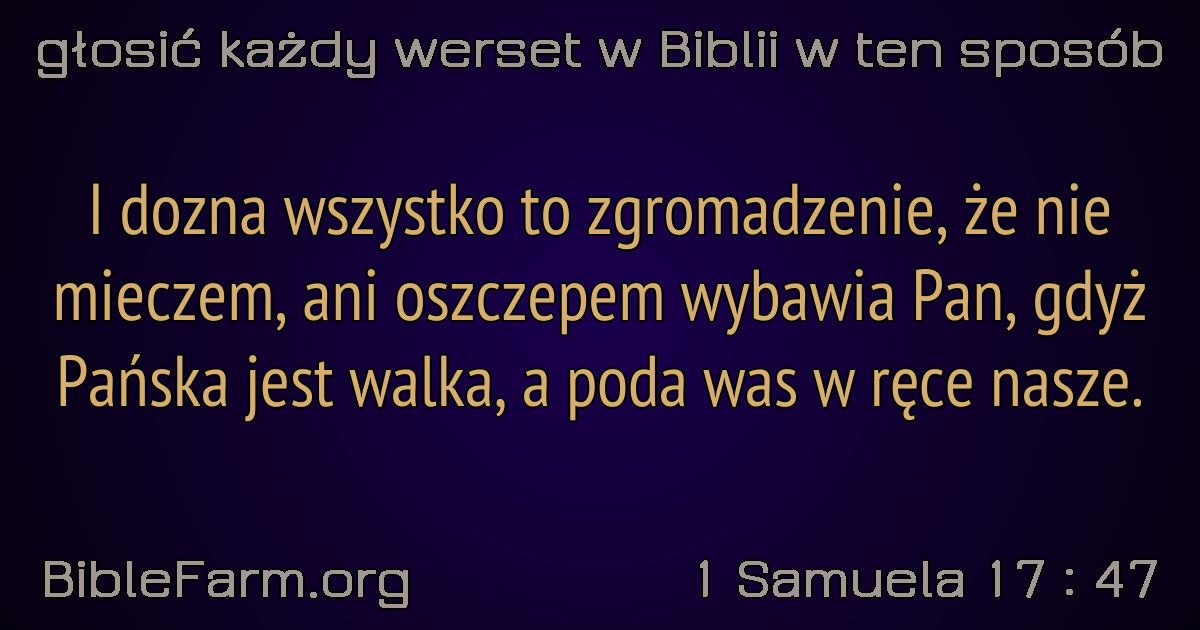 głosić każdy werset w Biblii w ten sposób
I dozna wszystko to zgromadzenie, że nie
mieczem, ani oszczepem wybawia Pan, gdyż
Pańska jest walka, a poda was w ręce nasze.
BibleFarm.org
1 Samuela 17 : 47